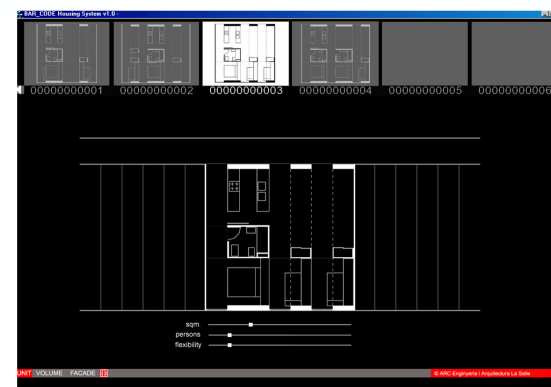 BAR_CODE Housing System v1.0 -
00000000001 00000000002 00000000003 00000000004 00000000005 00000000006
sqm.
persons
flexibility
UNIT VOLUME FACADE
© ARC Enginyeria i Arquitectura La Salle